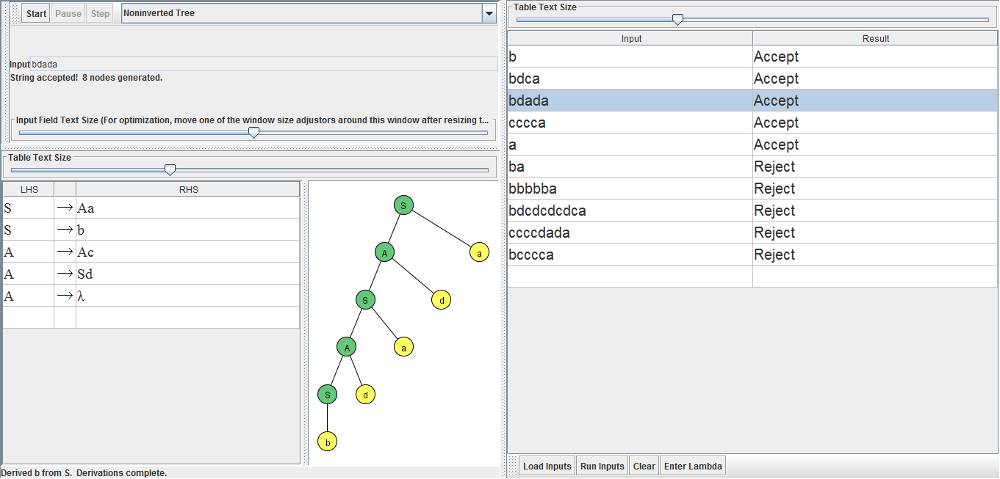 Start Pause Step Noninverted Tree
Input bdada
String accepted! 8 nodes generated.
Input Field Text Size (For optimization, move one of the window size adjustors around this window after resizing t...
Table Text Size
LHS RHS
S → Aa
S → b
A → Ac
A → Sd
A → λ
S
A a
S d
A a
S d
b
Derived b from S. Derivations complete.
Table Text Size
Input Result
b Accept
bdca Accept
bdada Accept
cccca Accept
a Accept
ba Reject
bbbbba Reject
bdcdcdcdca Reject
ccccdada Reject
bcccca Reject
Load Inputs Run Inputs Clear Enter Lambda